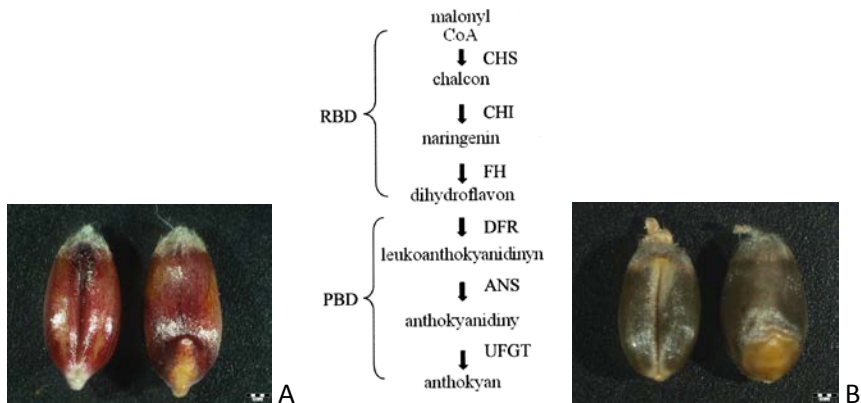 malonyl
CoA
CHS
chalcon
RBD
CHI
naringenin
FH
dihydroflavon
DFR
leukoanthokyanidinyn
PBD
ANS
anthokyanidiny
UFGT
anthokyan
A
B